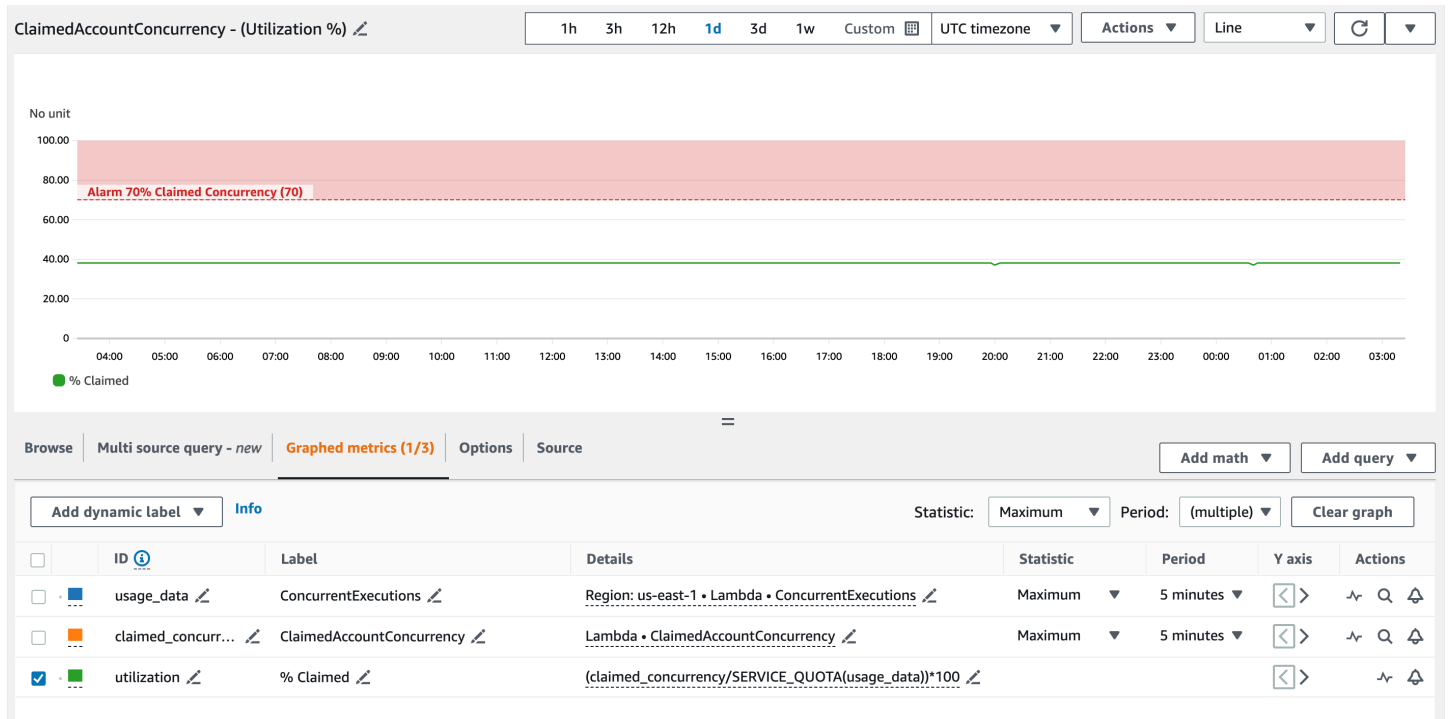 ClaimedAccountConcurrency - (Utilization %)
1h 3h 12h 1d 3d 1w Custom UTC timezone Actions Line
No unit
100.00
80.00
Alarm 70% Claimed Concurrency (70)
60.00
40.00
20.00
0
04:00 05:00 06:00 07:00 08:00 09:00 10:00 11:00 12:00 13:00 14:00 15:00 16:00 17:00 18:00 19:00 20:00 21:00 22:00 23:00 00:00 01:00 02:00 03:00
% Claimed
Browse Multi source query - new Graphed metrics (1/3) Options Source
Add math Add query
Add dynamic label Info Statistic: Maximum Period: (multiple) Clear graph
ID Label Details Statistic Period Y axis Actions
usage_data ConcurrentExecutions Region: us-east-1 • Lambda • ConcurrentExecutions Maximum 5 minutes
claimed_concurr... ClaimedAccountConcurrency Lambda • ClaimedAccountConcurrency Maximum 5 minutes
utilization % Claimed (claimed_concurrency/SERVICE_QUOTA(usage_data))*100